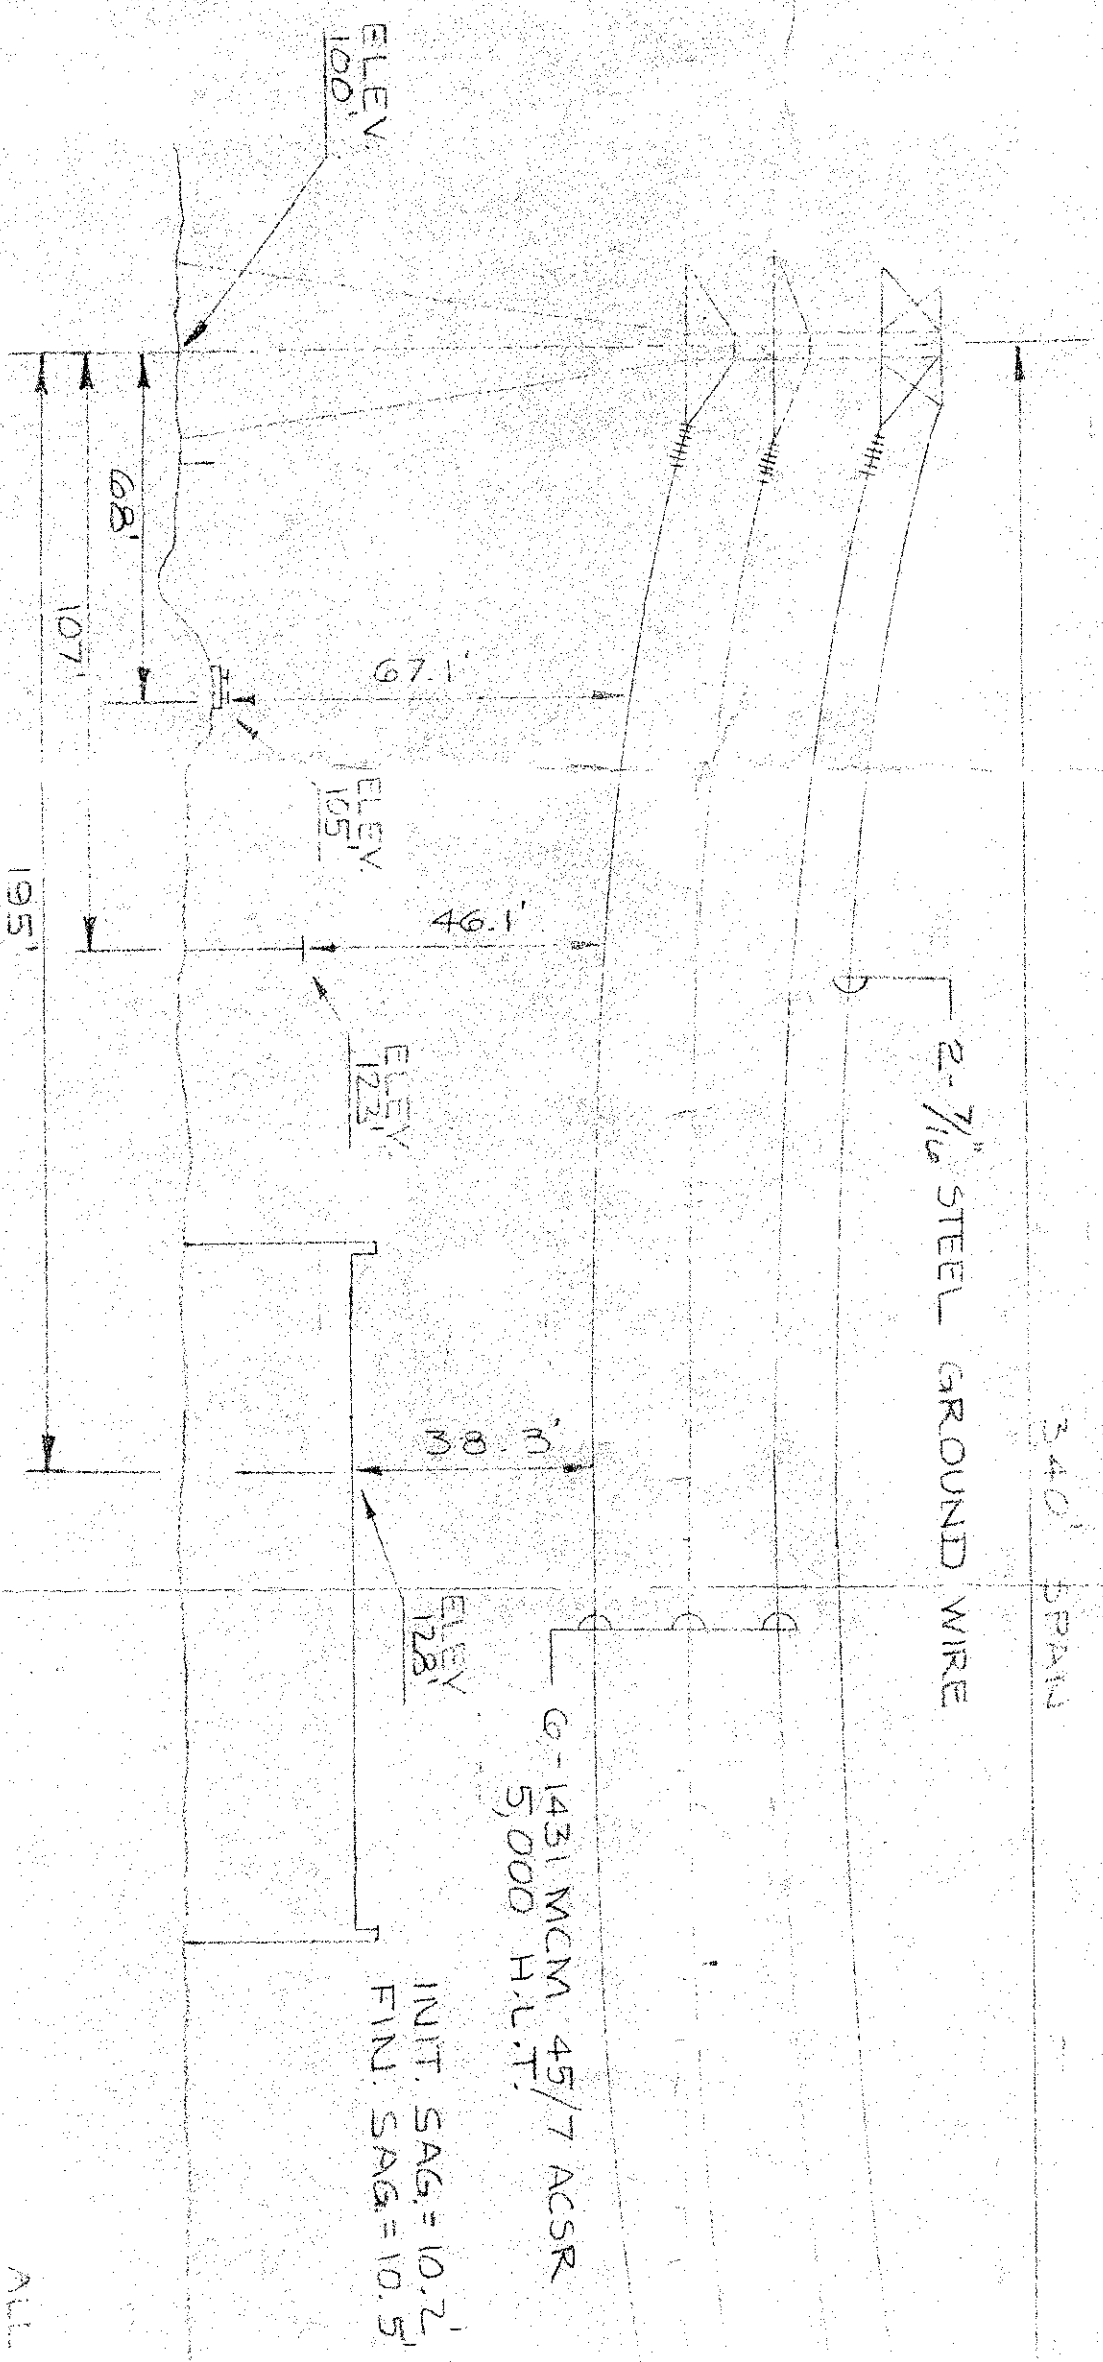 340' SPAN
2-7/16" STEEL GROUND WIRE
6-1431 MCM 45/7 ACSR
5,000 H.L.T.
INIT. SAG = 10.2'
FIN. SAG = 10.5'
ELEV.
100'
67.1'
ELEV.
105'
46.1'
ELEV.
122'
38.3'
ELEV
128'
68'
107'
195'
ALL